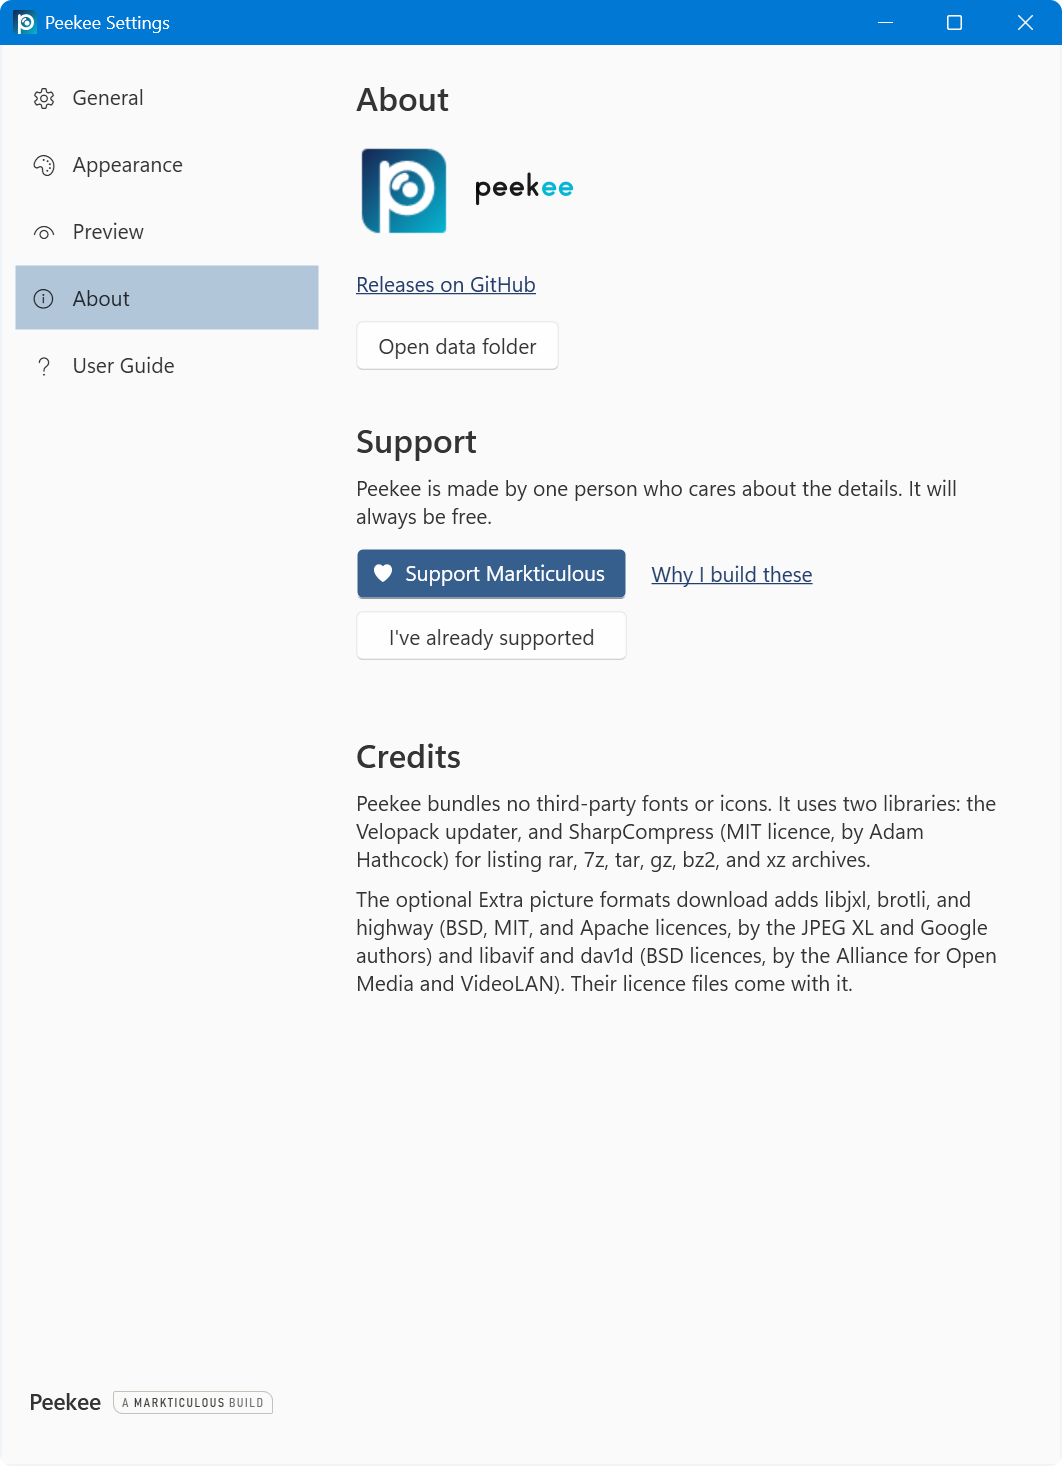 Peekee Settings
General
Appearance
Preview
About
User Guide
About
peekee
Releases on GitHub
Open data folder
Support
Peekee is made by one person who cares about the details. It will
always be free.
Support Markticulous
Why I build these
I've already supported
Credits
Peekee bundles no third-party fonts or icons. It uses two libraries: the
Velopack updater, and SharpCompress (MIT licence, by Adam
Hathcock) for listing rar, 7z, tar, gz, bz2, and xz archives.
The optional Extra picture formats download adds libjxl, brotli, and
highway (BSD, MIT, and Apache licences, by the JPEG XL and Google
authors) and libavif and dav1d (BSD licences, by the Alliance for Open
Media and VideoLAN). Their licence files come with it.
Peekee
A MARKTICULOUS BUILD